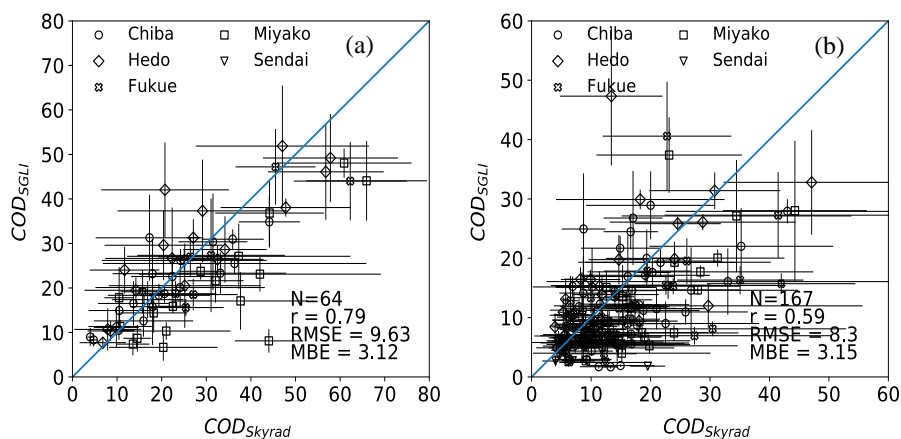 80
70
60
50
40
30
20
10
0
COD_SGLI
Chiba
Miyako
(a)
Hedo
Sendai
Fukue
N=64
r = 0.79
RMSE = 9.63
MBE = 3.12
0 10 20 30 40 50 60 70 80
COD_Skyrad
60
50
40
30
20
10
0
COD_SGLI
Chiba
Miyako
(b)
Hedo
Sendai
Fukue
N=167
r = 0.59
RMSE = 8.3
MBE = 3.15
0 10 20 30 40 50 60
COD_Skyrad